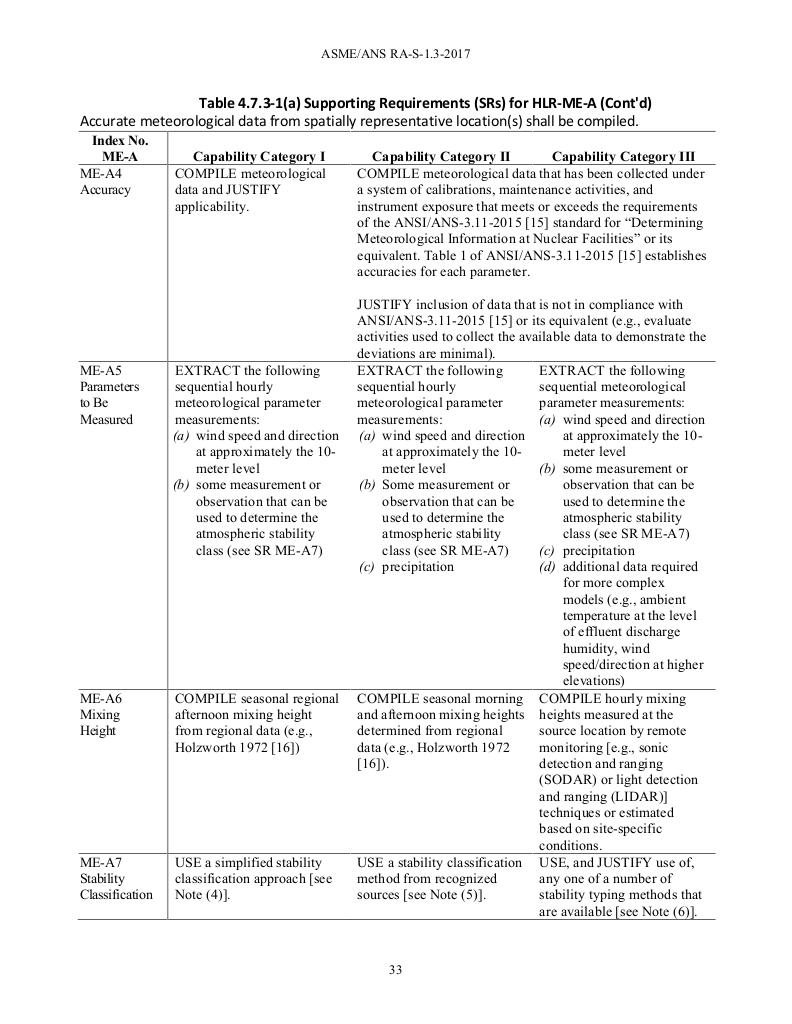 ASME/ANS RA-S-1.3-2017
Table 4.7.3-1(a) Supporting Requirements (SRs) for HLR-ME-A (Cont'd)
Accurate meteorological data from spatially representative location(s) shall be compiled.
Index No.
ME-A
Capability Category I
Capability Category II
Capability Category III
ME-A4
Accuracy
COMPILE meteorological
data and JUSTIFY
applicability.
COMPILE meteorological data that has been collected under
a system of calibrations, maintenance activities, and
instrument exposure that meets or exceeds the requirements
of the ANSI/ANS-3.11-2015 [15] standard for “Determining
Meteorological Information at Nuclear Facilities” or its
equivalent. Table 1 of ANSI/ANS-3.11-2015 [15] establishes
accuracies for each parameter.
JUSTIFY inclusion of data that is not in compliance with
ANSI/ANS-3.11-2015 [15] or its equivalent (e.g., evaluate
activities used to collect the available data to demonstrate the
deviations are minimal).
ME-A5
Parameters
to Be
Measured
EXTRACT the following
sequential hourly
meteorological parameter
measurements:
(a) wind speed and direction
at approximately the 10-
meter level
(b) some measurement or
observation that can be
used to determine the
atmospheric stability
class (see SR ME-A7)
EXTRACT the following
sequential hourly
meteorological parameter
measurements:
(a) wind speed and direction
at approximately the 10-
meter level
(b) Some measurement or
observation that can be
used to determine the
atmospheric stability
class (see SR ME-A7)
(c) precipitation
EXTRACT the following
sequential meteorological
parameter measurements:
(a) wind speed and direction
at approximately the 10-
meter level
(b) some measurement or
observation that can be
used to determine the
atmospheric stability
class (see SR ME-A7)
(c) precipitation
(d) additional data required
for more complex
models (e.g., ambient
temperature at the level
of effluent discharge
humidity, wind
speed/direction at higher
elevations)
ME-A6
Mixing
Height
COMPILE seasonal regional
afternoon mixing height
from regional data (e.g.,
Holzworth 1972 [16])
COMPILE seasonal morning
and afternoon mixing heights
determined from regional
data (e.g., Holzworth 1972
[16]).
COMPILE hourly mixing
heights measured at the
source location by remote
monitoring [e.g., sonic
detection and ranging
(SODAR) or light detection
and ranging (LIDAR)]
techniques or estimated
based on site-specific
conditions.
ME-A7
Stability
Classification
USE a simplified stability
classification approach [see
Note (4)].
USE a stability classification
method from recognized
sources [see Note (5)].
USE, and JUSTIFY use of,
any one of a number of
stability typing methods that
are available [see Note (6)].
33